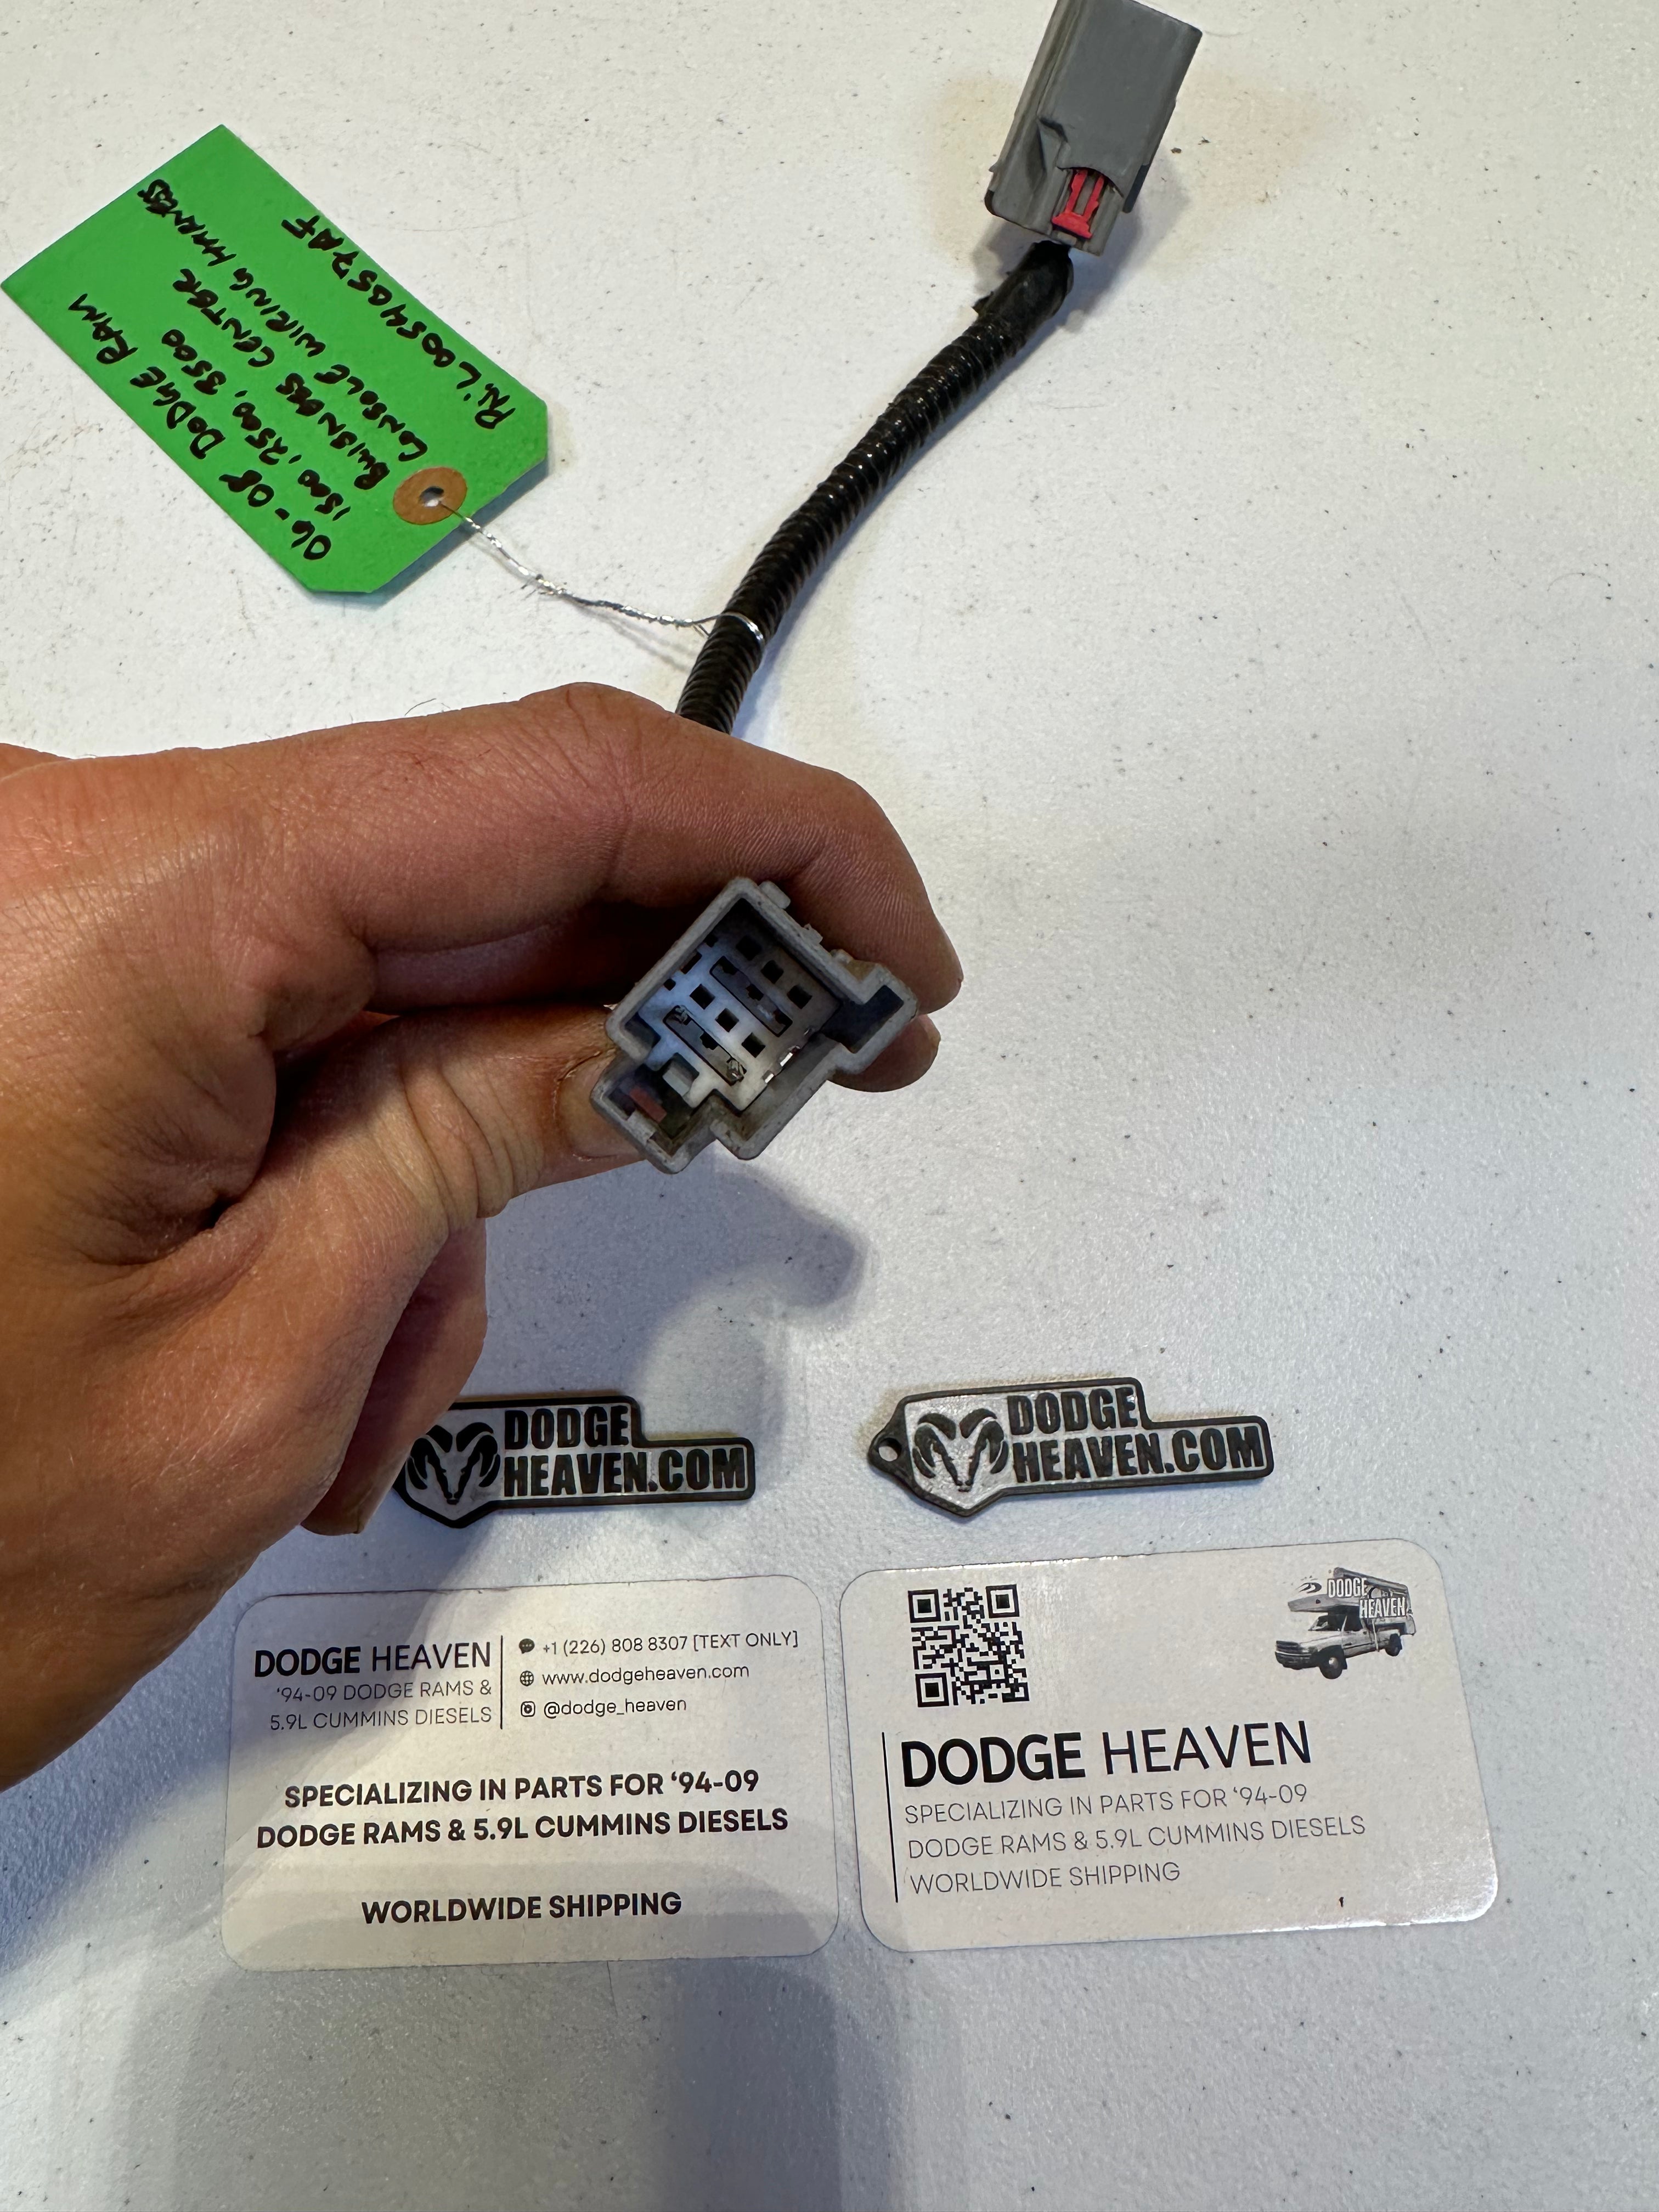 06-08 DODGE RAM
1500, 2500, 3500
BUISNESS CENTER
CONSOLE WIRING HARNESS
P.N: L0054057AF
DODGE
HEAVEN.COM
DODGE
HEAVEN.COM
DODGE HEAVEN
'94-09 DODGE RAMS &
5.9L CUMMINS DIESELS
+1 (226) 808 8307 [TEXT ONLY]
www.dodgeheaven.com
@dodge_heaven
SPECIALIZING IN PARTS FOR '94-09
DODGE RAMS & 5.9L CUMMINS DIESELS
WORLDWIDE SHIPPING
DODGE
HEAVEN
DODGE HEAVEN
SPECIALIZING IN PARTS FOR '94-09
DODGE RAMS & 5.9L CUMMINS DIESELS
WORLDWIDE SHIPPING